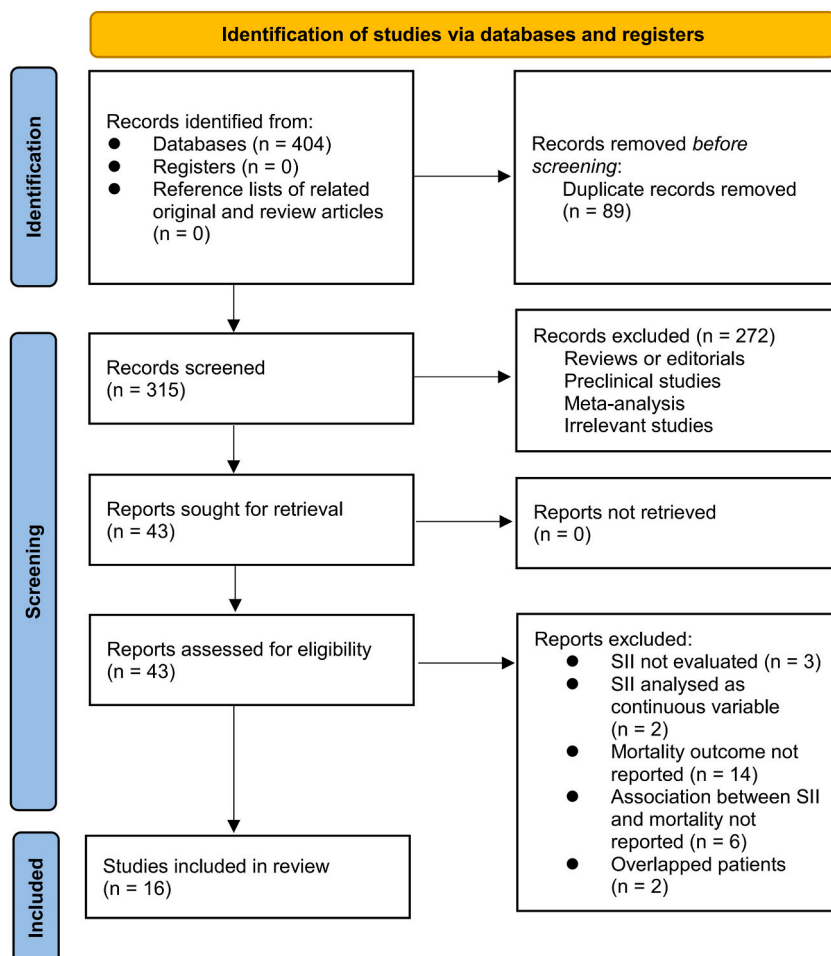 Identification of studies via databases and registers
Identification
Records identified from:
● Databases (n = 404)
● Registers (n = 0)
● Reference lists of related
original and review articles
(n = 0)
Records removed before
screening:
Duplicate records removed
(n = 89)
Screening
Records screened
(n = 315)
Records excluded (n = 272)
Reviews or editorials
Preclinical studies
Meta-analysis
Irrelevant studies
Reports sought for retrieval
(n = 43)
Reports not retrieved
(n = 0)
Reports assessed for eligibility
(n = 43)
Reports excluded:
● SII not evaluated (n = 3)
● SII analysed as
continuous variable
(n = 2)
● Mortality outcome not
reported (n = 14)
● Association between SII
and mortality not
reported (n = 6)
● Overlapped patients
(n = 2)
Included
Studies included in review
(n = 16)